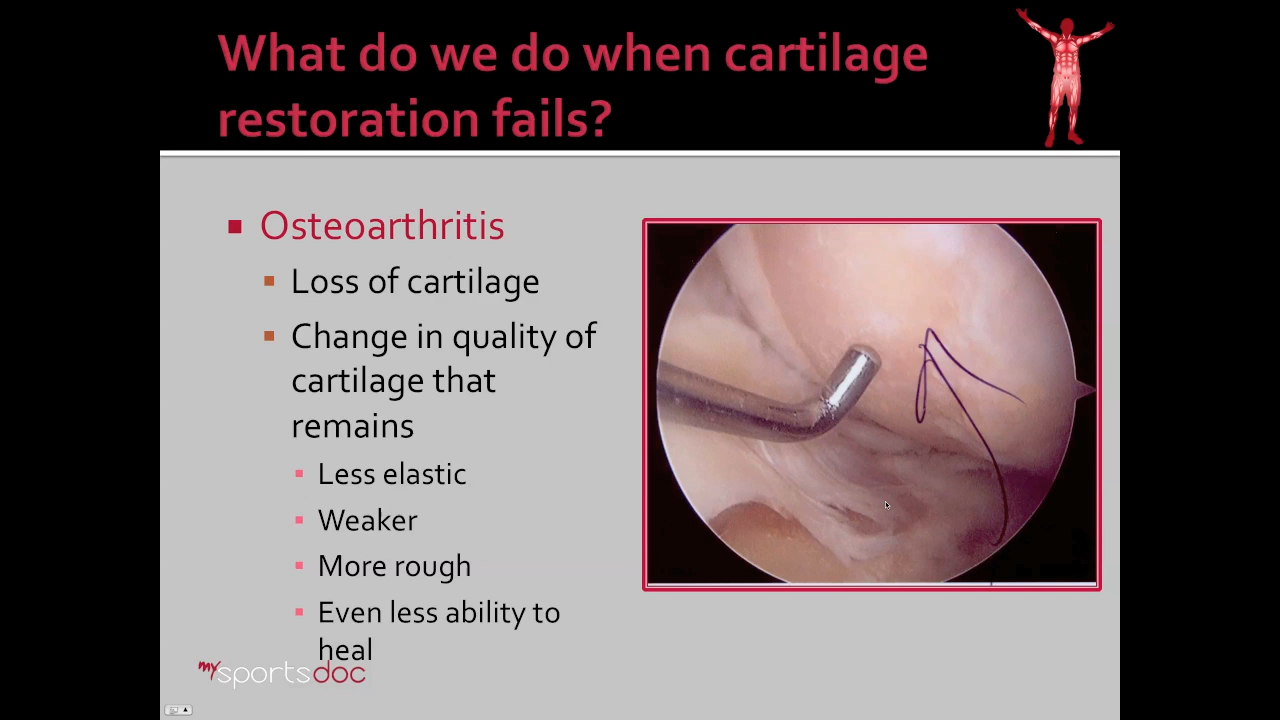 What do we do when cartilage
restoration fails?
Osteoarthritis
Loss of cartilage
Change in quality of
cartilage that
remains
Less elastic
Weaker
More rough
Even less ability to
heal
mysportsdoc